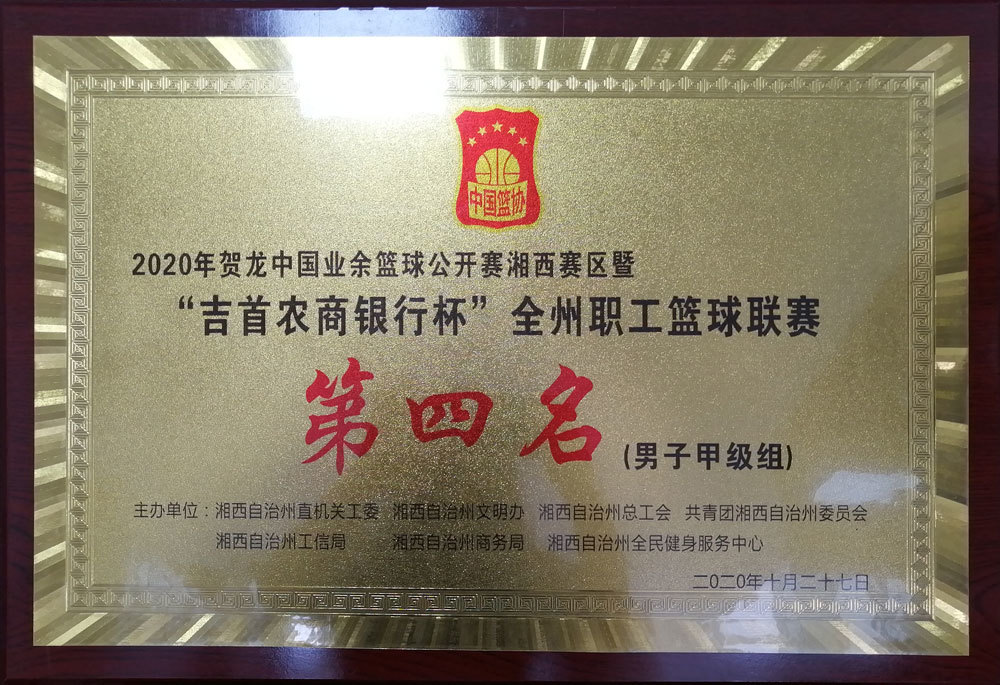 中国篮协
2020年贺龙中国业余篮球公开赛湘西赛区暨
“吉首农商银行杯”全州职工篮球联赛
第四名(男子甲级组)
主办单位：湘西自治州直机关工委 湘西自治州文明办 湘西自治州总工会 共青团湘西自治州委员会
湘西自治州工信局 湘西自治州商务局 湘西自治州全民健身服务中心
二〇二〇年十月二十七日